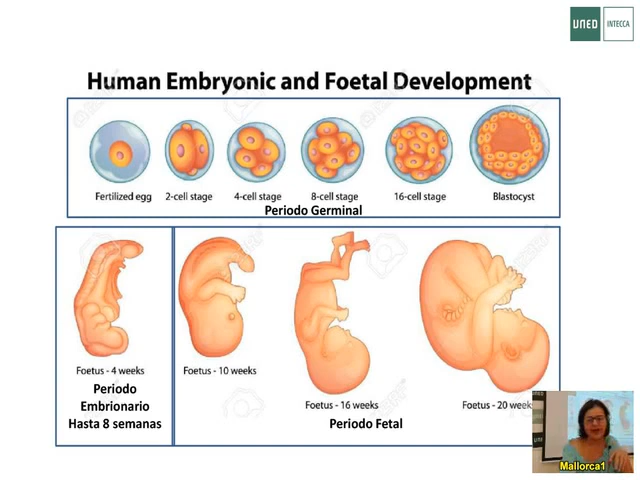 UNED
INTECCA
Human Embryonic and Foetal Development
Fertilized egg
2-cell stage
4-cell stage
8-cell stage
16-cell stage
Blastocyst
Periodo Germinal
Foetus - 4 weeks
Foetus - 10 weeks
Periodo
Embrionario
Hasta 8 semanas
Foetus - 16 weeks
Foetus - 20 week
Periodo Fetal
Mallorca1